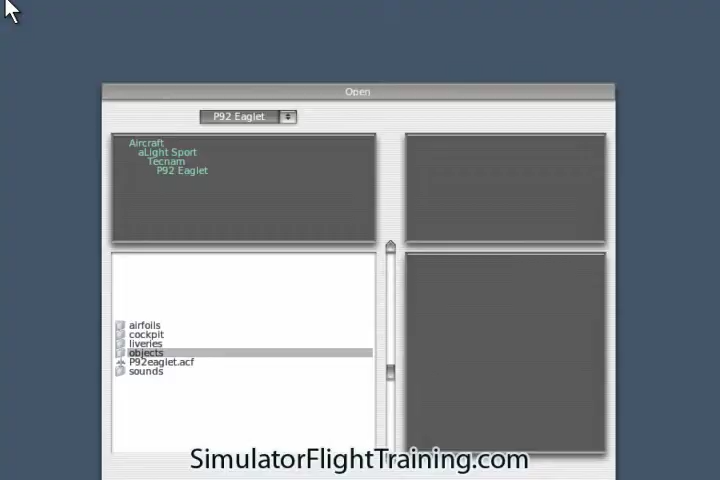 Open
P92 Eaglet
Aircraft
aLight Sport
Tecnam
P92 Eaglet
airfoils
cockpit
liveries
objects
P92eaglet.acf
sounds
SimulatorFlightTraining.com